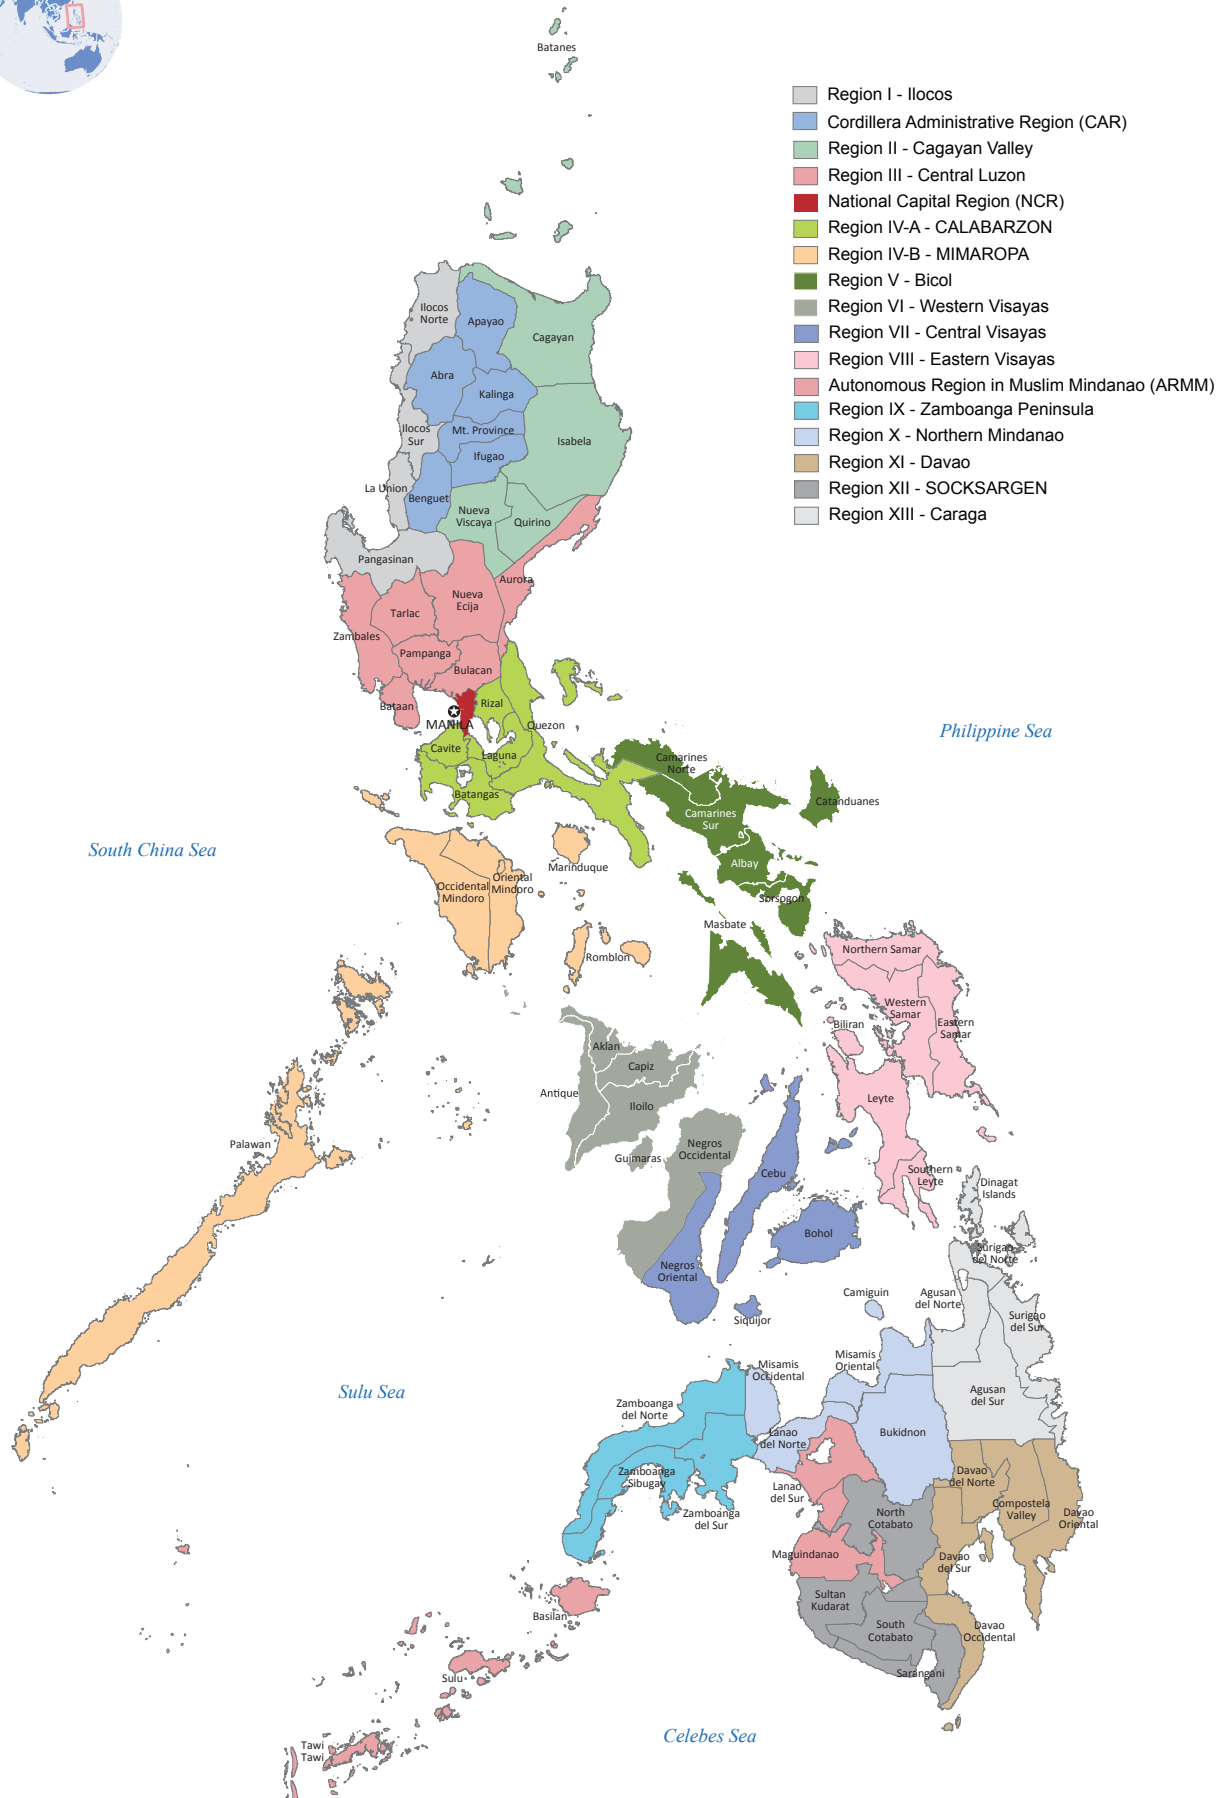 Batanes
Region I - Ilocos
Cordillera Administrative Region (CAR)
Region II - Cagayan Valley
Region III - Central Luzon
National Capital Region (NCR)
Region IV-A - CALABARZON
Region IV-B - MIMAROPA
Region V - Bicol
Region VI - Western Visayas
Region VII - Central Visayas
Region VIII - Eastern Visayas
Autonomous Region in Muslim Mindanao (ARMM)
Region IX - Zamboanga Peninsula
Region X - Northern Mindanao
Region XI - Davao
Region XII - SOCKSARGEN
Region XIII - Caraga
Ilocos
Norte
Apayao
Cagayan
Abra
Kalinga
Ilocos
Sur
Mt. Province
Isabela
Ifugao
La Union
Benguet
Nueva
Viscaya
Quirino
Pangasinan
Aurora
Nueva
Ecija
Tarlac
Zambales
Pampanga
Bulacan
Bataan
Rizal
MANILA
Quezon
Philippine Sea
Cavite
Laguna
Camarines
Norte
Batangas
Catanduanes
Camarines
Sur
South China Sea
Marinduque
Albay
Occidental
Mindoro
Oriental
Mindoro
Sorsogon
Masbate
Romblon
Northern Samar
Western
Samar
Eastern
Samar
Biliran
Aklan
Capiz
Antique
Iloilo
Leyte
Palawan
Guimaras
Negros
Occidental
Cebu
Southern
Leyte
Dinagat
Islands
Bohol
Surigao
del Norte
Negros
Oriental
Camiguin
Agusan
del Norte
Siquijor
Surigao
del Sur
Misamis
Oriental
Misamis
Occidental
Sulu Sea
Agusan
del Sur
Zamboanga
del Norte
Lanao
del Norte
Bukidnon
Zamboanga
Sibugay
Davao
del Norte
Lanao
del Sur
Zamboanga
del Sur
North
Cotabato
Compostela
Valley
Davao
Oriental
Maguindanao
Davao
del Sur
Basilan
Sultan
Kudarat
South
Cotabato
Davao
Occidental
Sarangani
Sulu
Celebes Sea
Tawi
Tawi